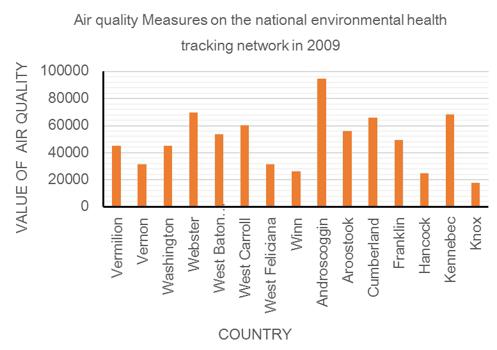 Air quality Measures on the national environmental health
tracking network in 2009
VALUE OF AIR QUALITY
100000
80000
60000
40000
20000
0
Vermilion
Vernon
Washington
Webster
West Baton…
West Carroll
West Feliciana
Winn
Androscoggin
Aroostook
Cumberland
Franklin
Hancock
Kennebec
Knox
COUNTRY